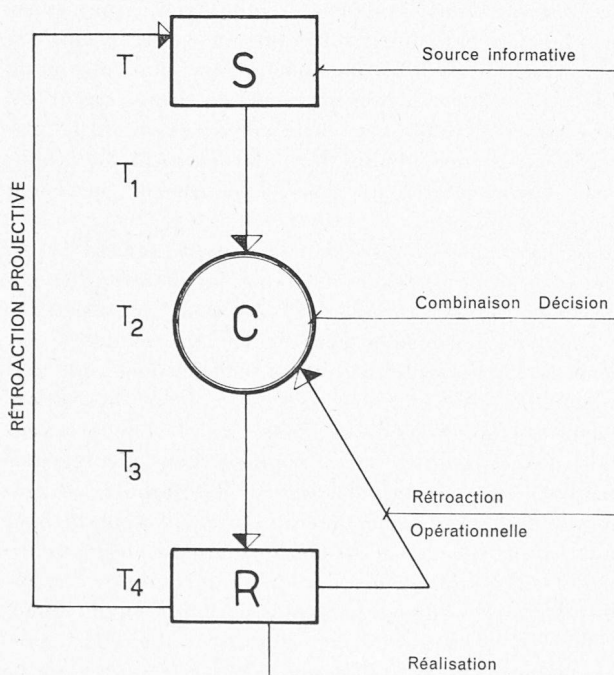 T
S
Source informative
T1
RÉTROACTION PROJECTIVE
T2
C
Combinaison Décision
T3
Rétroaction
Opérationnelle
T4
R
Réalisation